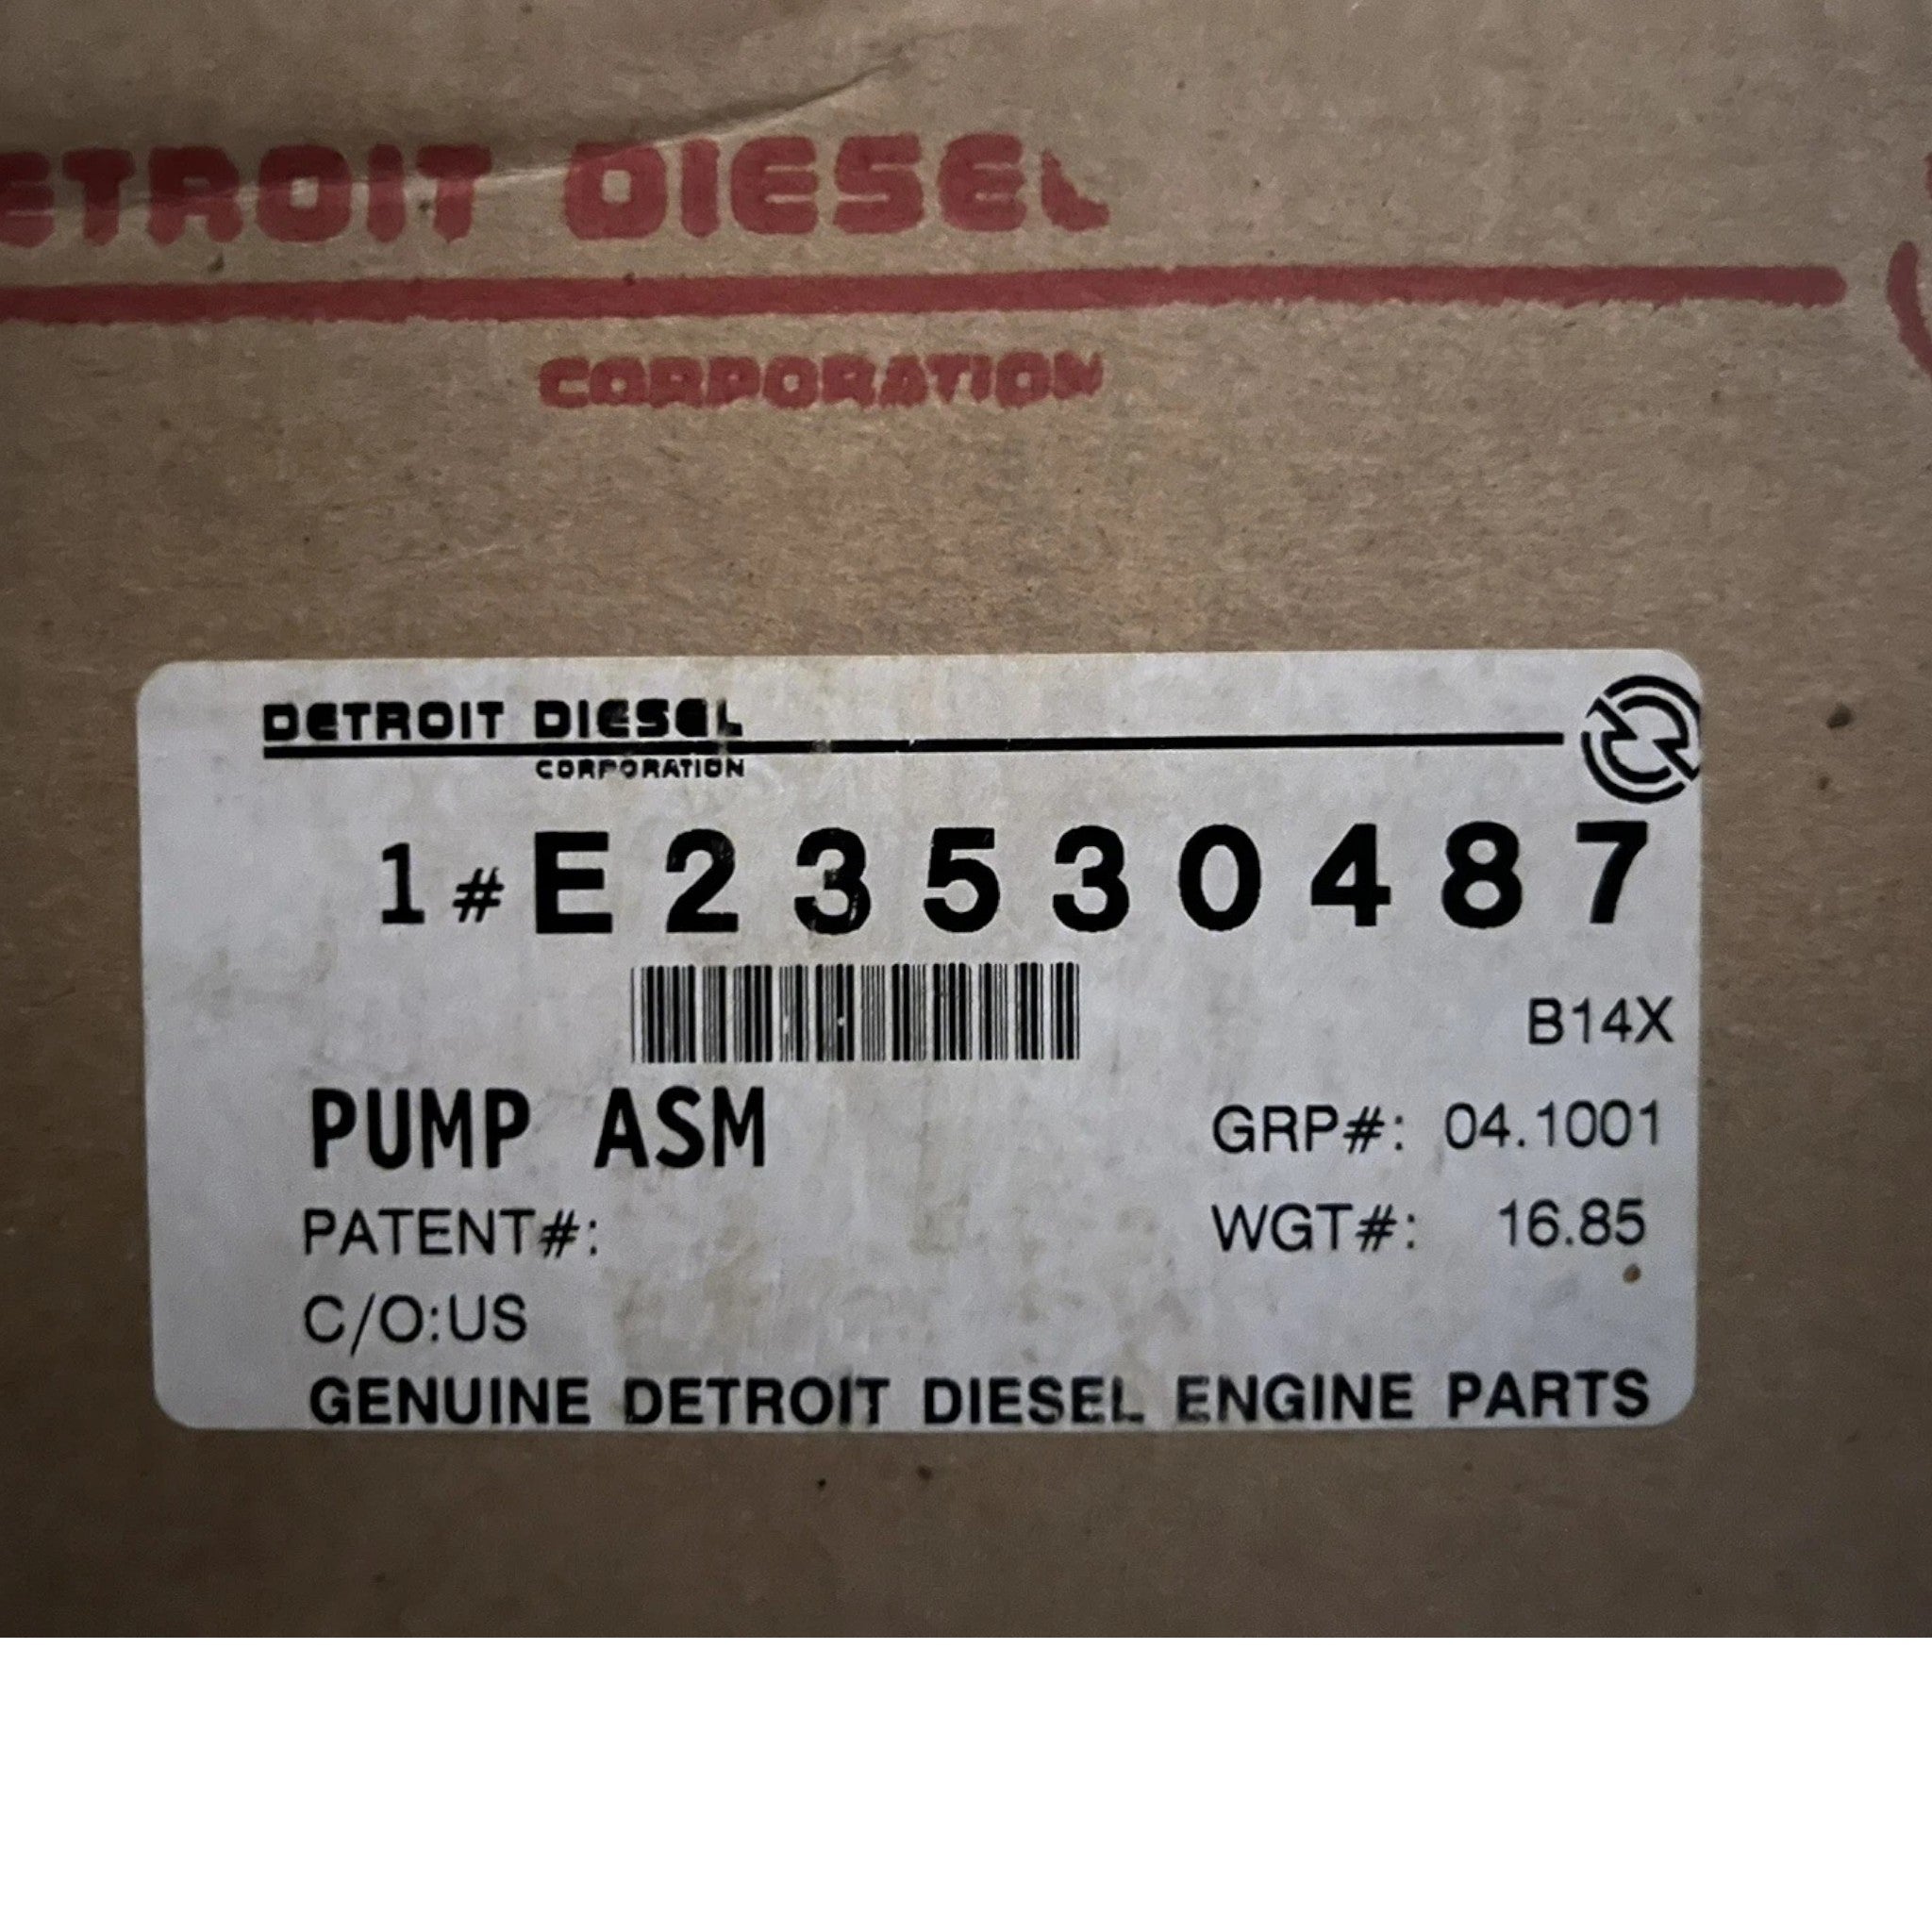 ETROIT DIESEL
CORPORATION
DETROIT DIESEL
CORPORATION
1 # E23530487
B14X
PUMP ASM
GRP#: 04.1001
PATENT#:
WGT#: 16.85
C/O:US
GENUINE DETROIT DIESEL ENGINE PARTS